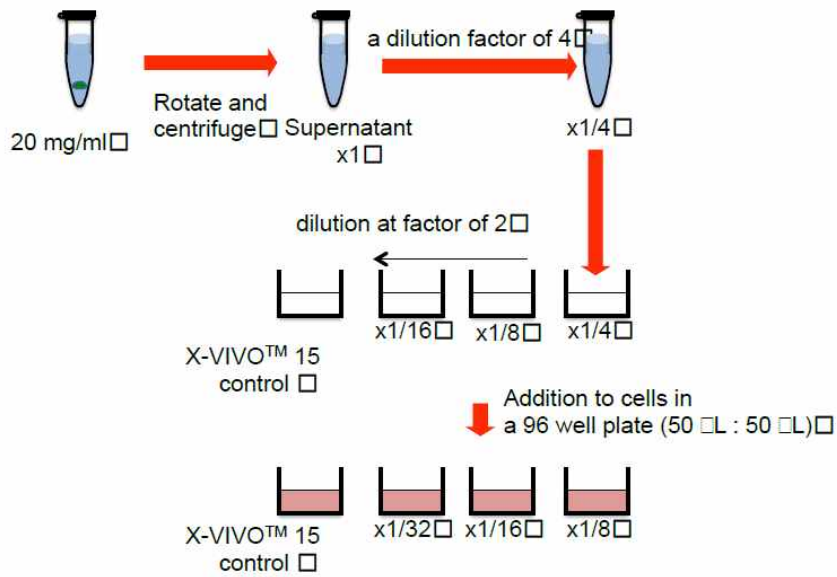 a dilution factor of 4□
Rotate and
centrifuge□
20 mg/ml□
Supernatant
x1□
x1/4□
dilution at factor of 2□
x1/16□
x1/8□
x1/4□
X-VIVO™ 15
control □
Addition to cells in
a 96 well plate (50 □L : 50 □L)□
x1/32□
x1/16□
x1/8□
X-VIVO™ 15
control □